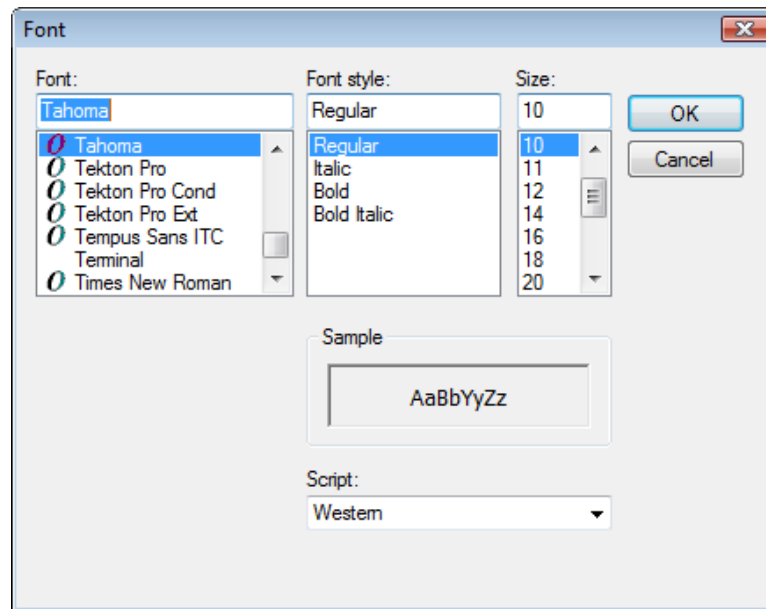 Font
Font:
Font style:
Size:
Tahoma
Regular
10
OK
Cancel
Tahoma
Tekton Pro
Tekton Pro Cond
Tekton Pro Ext
Tempus Sans ITC
Terminal
Times New Roman
Regular
Italic
Bold
Bold Italic
10
11
12
14
16
18
20
Sample
AaBbYyZz
Script:
Western